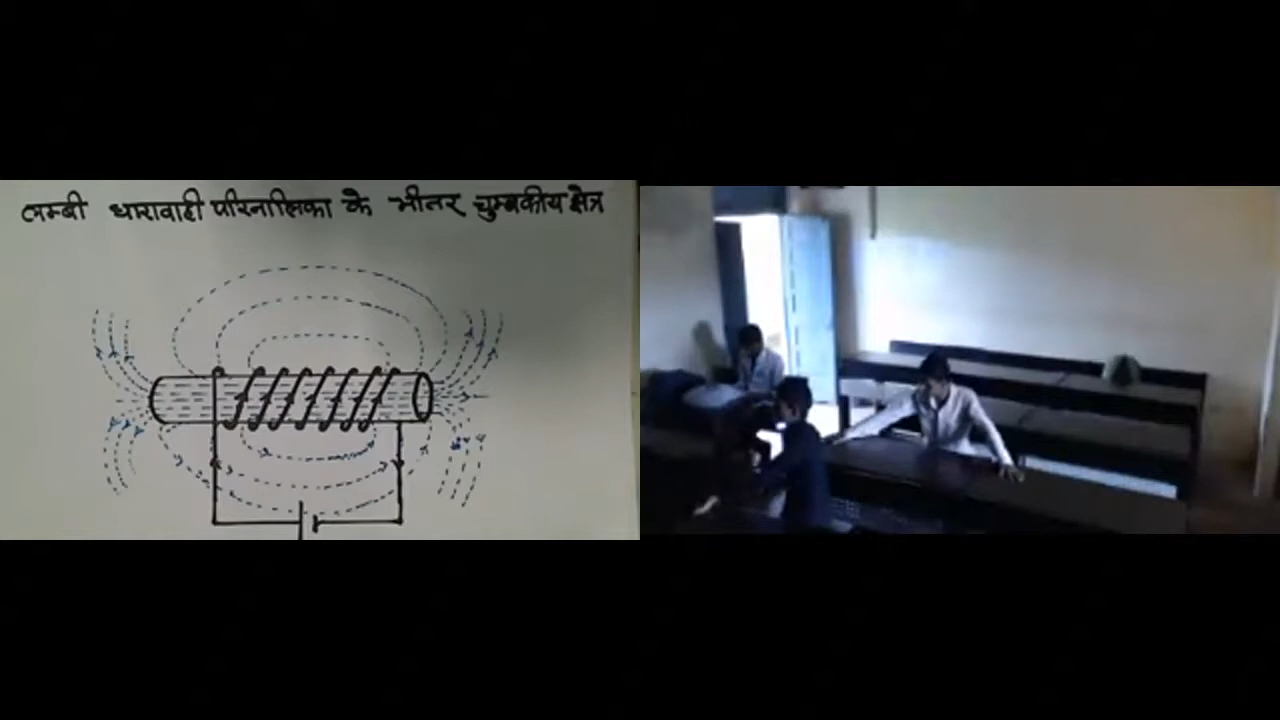 लम्बी धारावाही परिनालिका के भीतर चुम्बकीय क्षेत्र